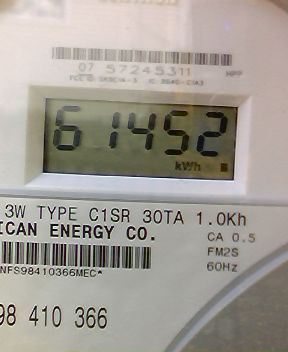 07 57245311
61452
kWh
3W TYPE C1SR 30TA 1.0Kh
ICAN ENERGY CO.
CA 0.5
FM2S
60Hz
NFS98410366MEC*
98 410 366